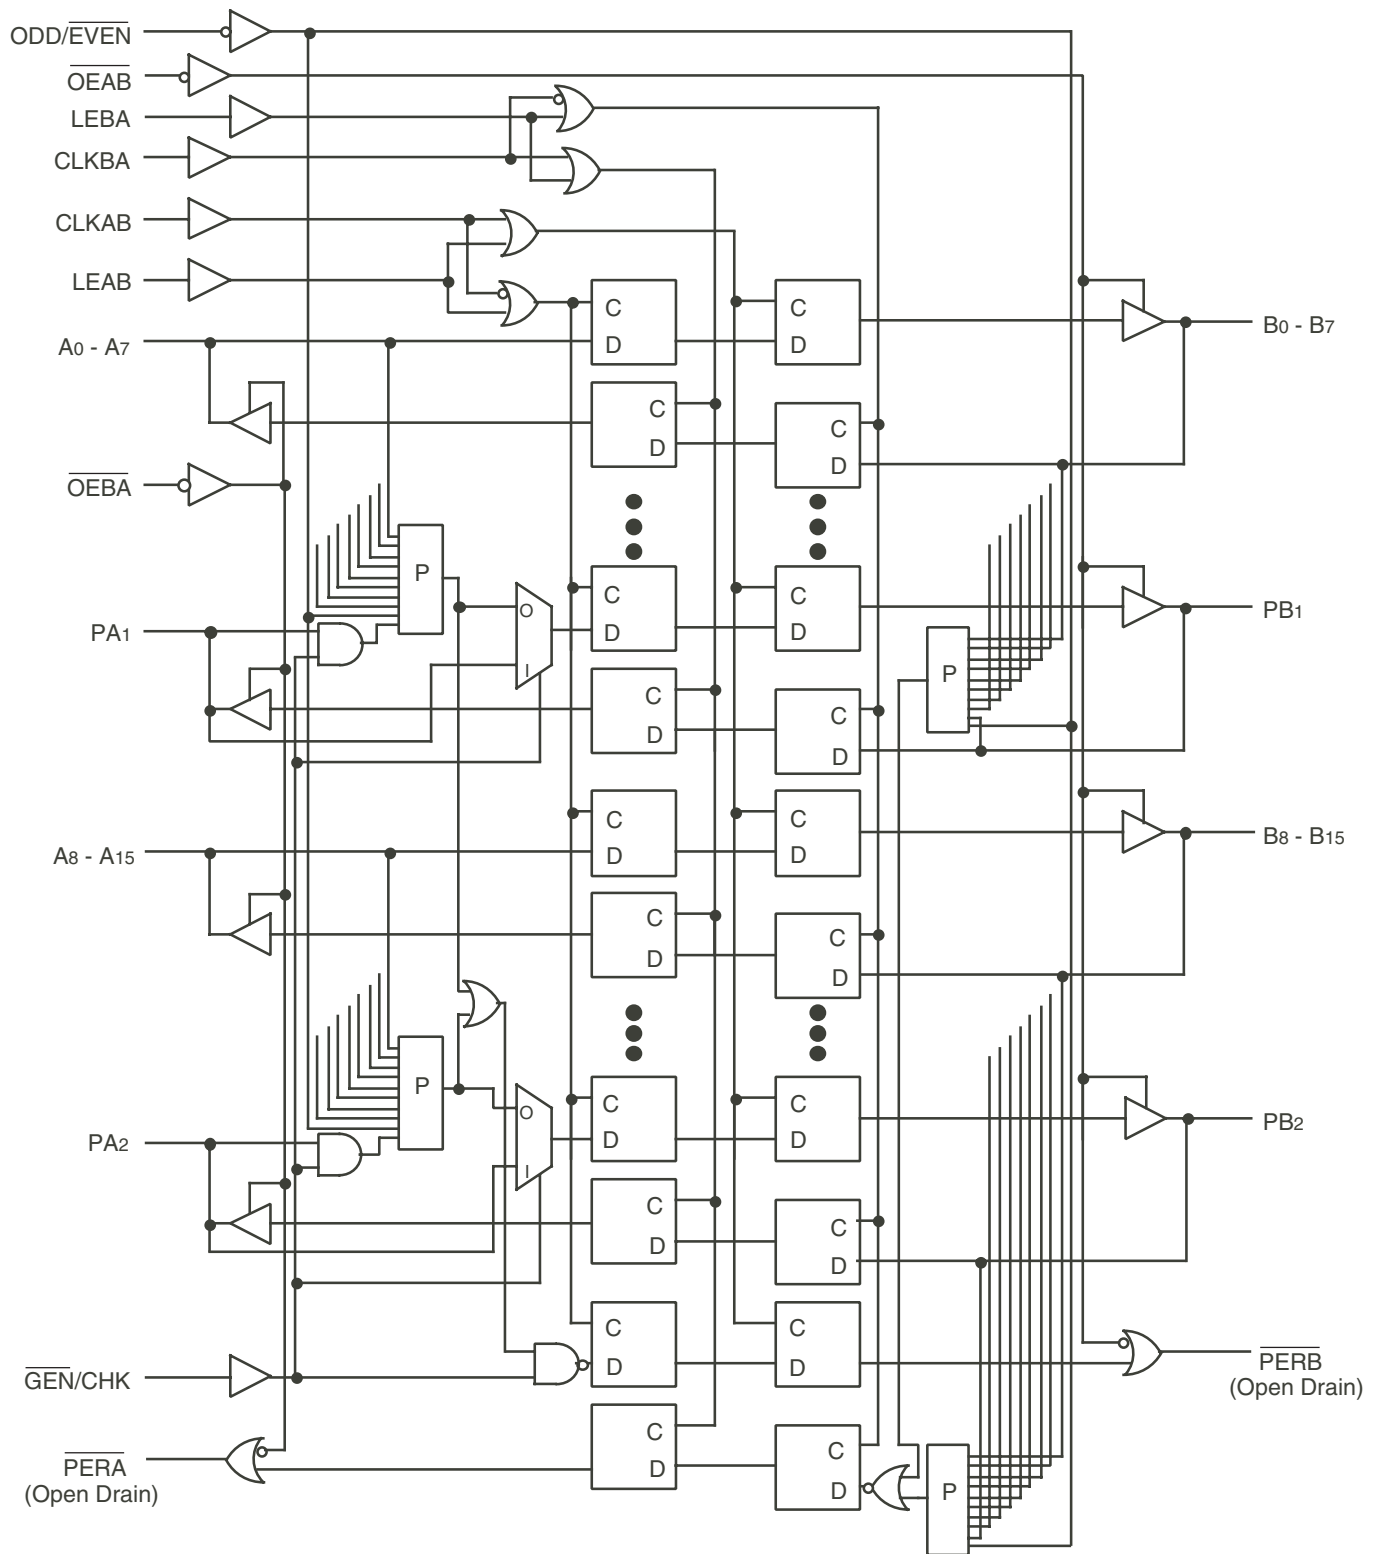 ODD/EVEN
OEAB
LEBA
CLKBA
CLKAB
LEAB
C
C
B0 - B7
A0 - A7
D
D
C
C
D
D
OEBA
P
C
C
O
PB1
PA1
D
D
I
P
C
C
D
D
C
C
A8 - A15
D
D
B8 - B15
C
C
D
D
P
C
C
O
PB2
PA2
D
D
I
C
C
D
D
C
C
GEN/CHK
D
D
PERB
(Open Drain)
C
C
PERA
D
D
P
(Open Drain)